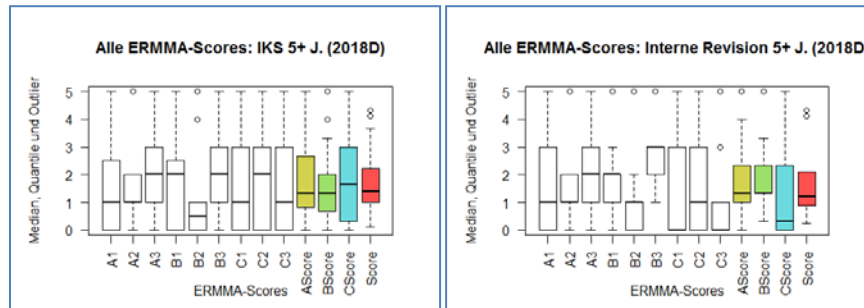 Alle ERMMA-Scores: IKS 5+ J. (2018D)
Median, Quantile und Outlier
5
4
3
2
1
0
A1
A2
A3
B1
B2
B3
C1
C2
C3
AScore
BScore
CScore
Score
ERMMA-Scores
Alle ERMMA-Scores: Interne Revision 5+ J. (2018D
Median, Quantile und Outlier
5
4
3
2
1
0
A1
A2
A3
B1
B2
B3
C1
C2
C3
AScore
BScore
CScore
Score
ERMMA-Scores